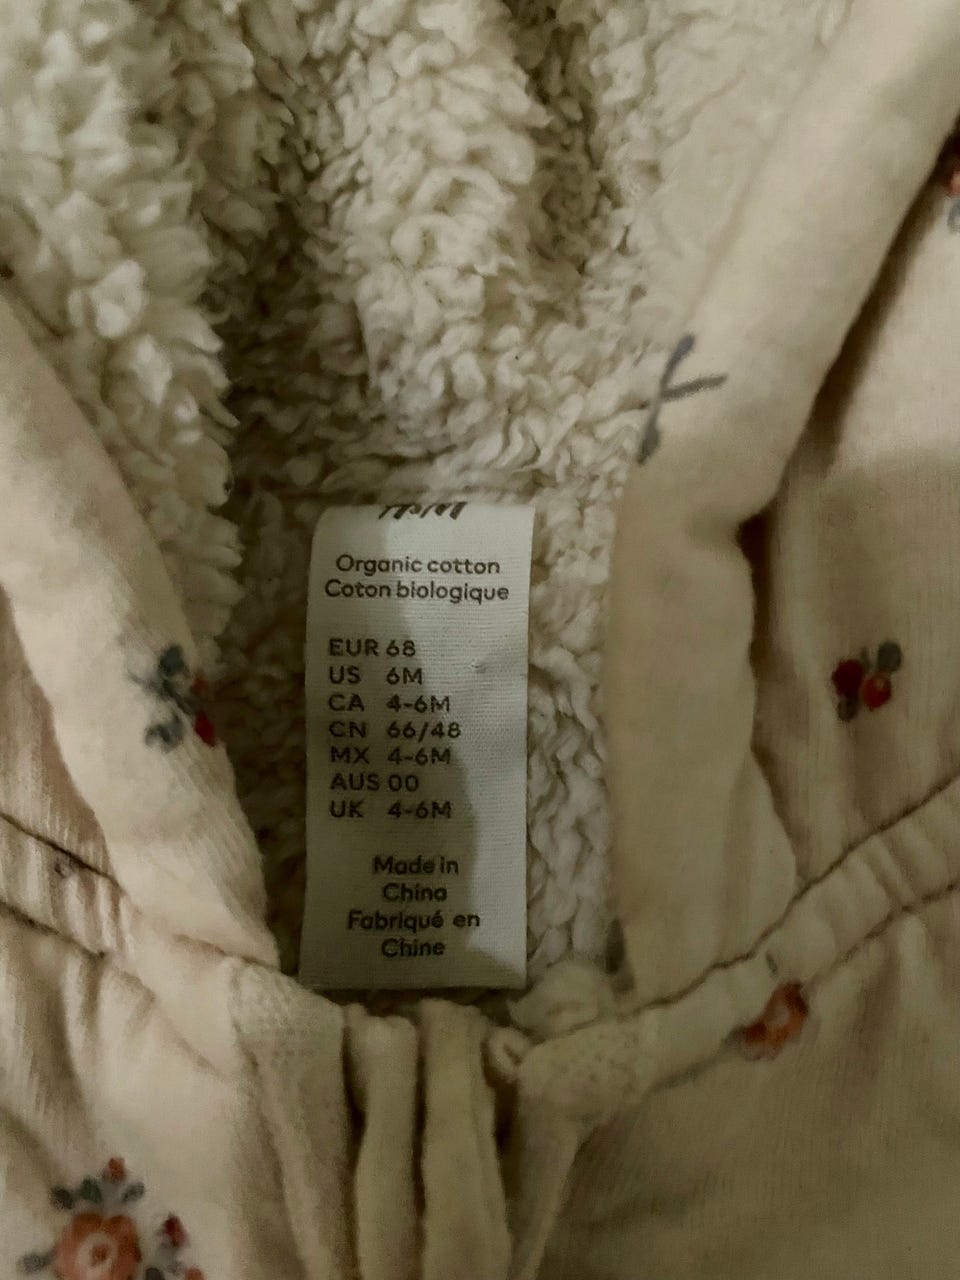 Organic cotton
Coton biologique
EUR 68
US 6M
CA 4-6M
CN 66/48
MX 4-6M
AUS 00
UK 4-6M
Made in
China
Fabriqué en
Chine